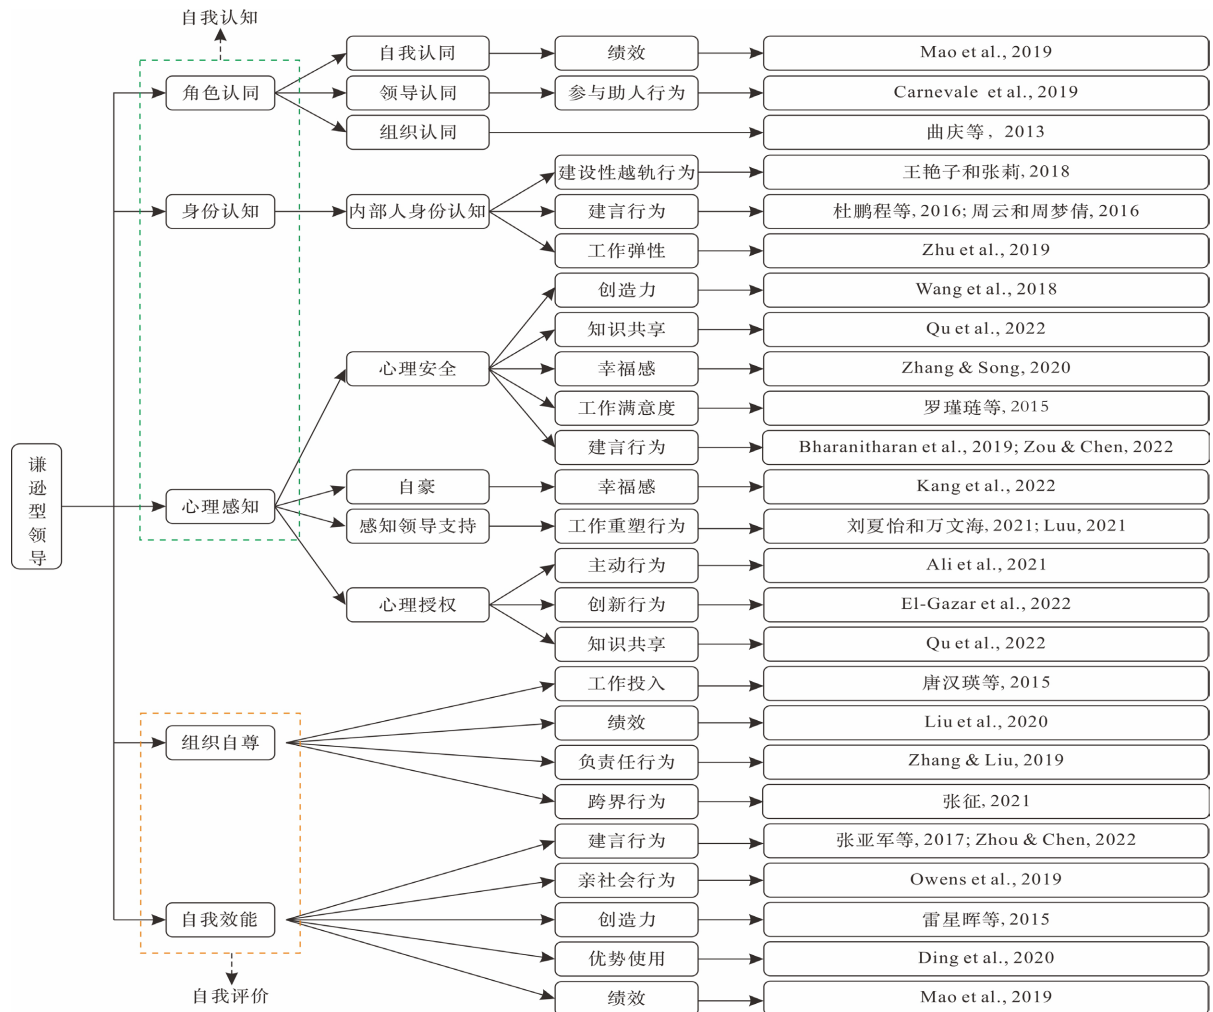 自我认知
自我认同 绩效 Mao et al., 2019
角色认同 领导认同 参与助人行为 Carnevale et al., 2019
组织认同 曲庆等, 2013
建设性越轨行为 王艳子和张莉, 2018
身份认知 内部人身份认知 建言行为 杜鹏程等, 2016; 周云和周梦倩, 2016
工作弹性 Zhu et al., 2019
创造力 Wang et al., 2018
知识共享 Qu et al., 2022
心理安全 幸福感 Zhang & Song, 2020
工作满意度 罗瑾琏等, 2015
建言行为 Bharanitharan et al., 2019; Zou & Chen, 2022
谦逊型领导
自豪 幸福感 Kang et al., 2022
心理感知 感知领导支持 工作重塑行为 刘夏怡和万文海, 2021; Luu, 2021
主动行为 Ali et al., 2021
心理授权 创新行为 El-Gazar et al., 2022
知识共享 Qu et al., 2022
工作投入 唐汉瑛等, 2015
组织自尊 绩效 Liu et al., 2020
负责任行为 Zhang & Liu, 2019
跨界行为 张征, 2021
建言行为 张亚军等, 2017; Zhou & Chen, 2022
亲社会行为 Owens et al., 2019
自我效能 创造力 雷星晖等, 2015
优势使用 Ding et al., 2020
自我评价 绩效 Mao et al., 2019